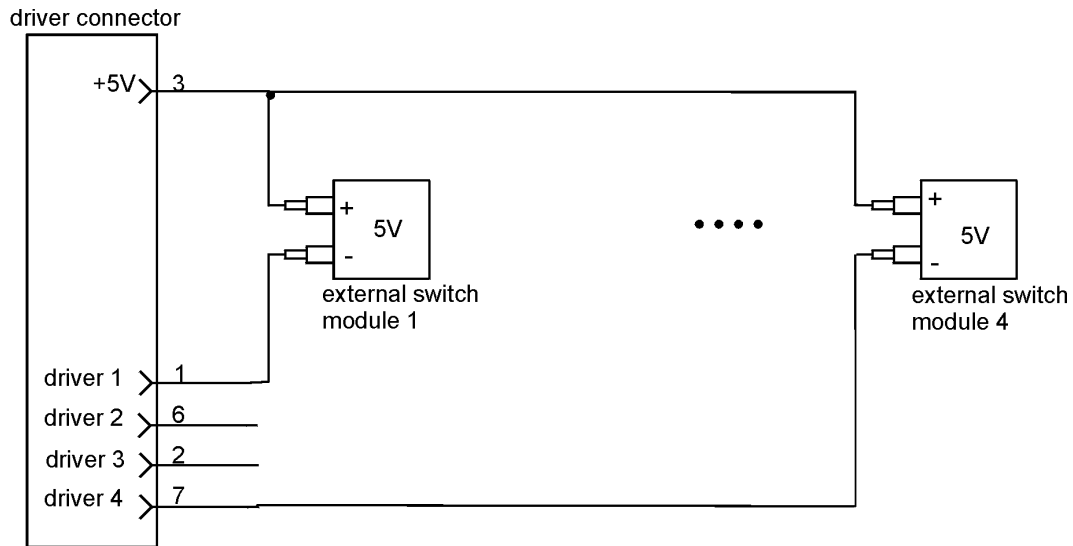 driver connector
+5V 3
+
5V
-
external switch
module 1
+
5V
-
external switch
module 4
driver 1 1
driver 2 6
driver 3 2
driver 4 7